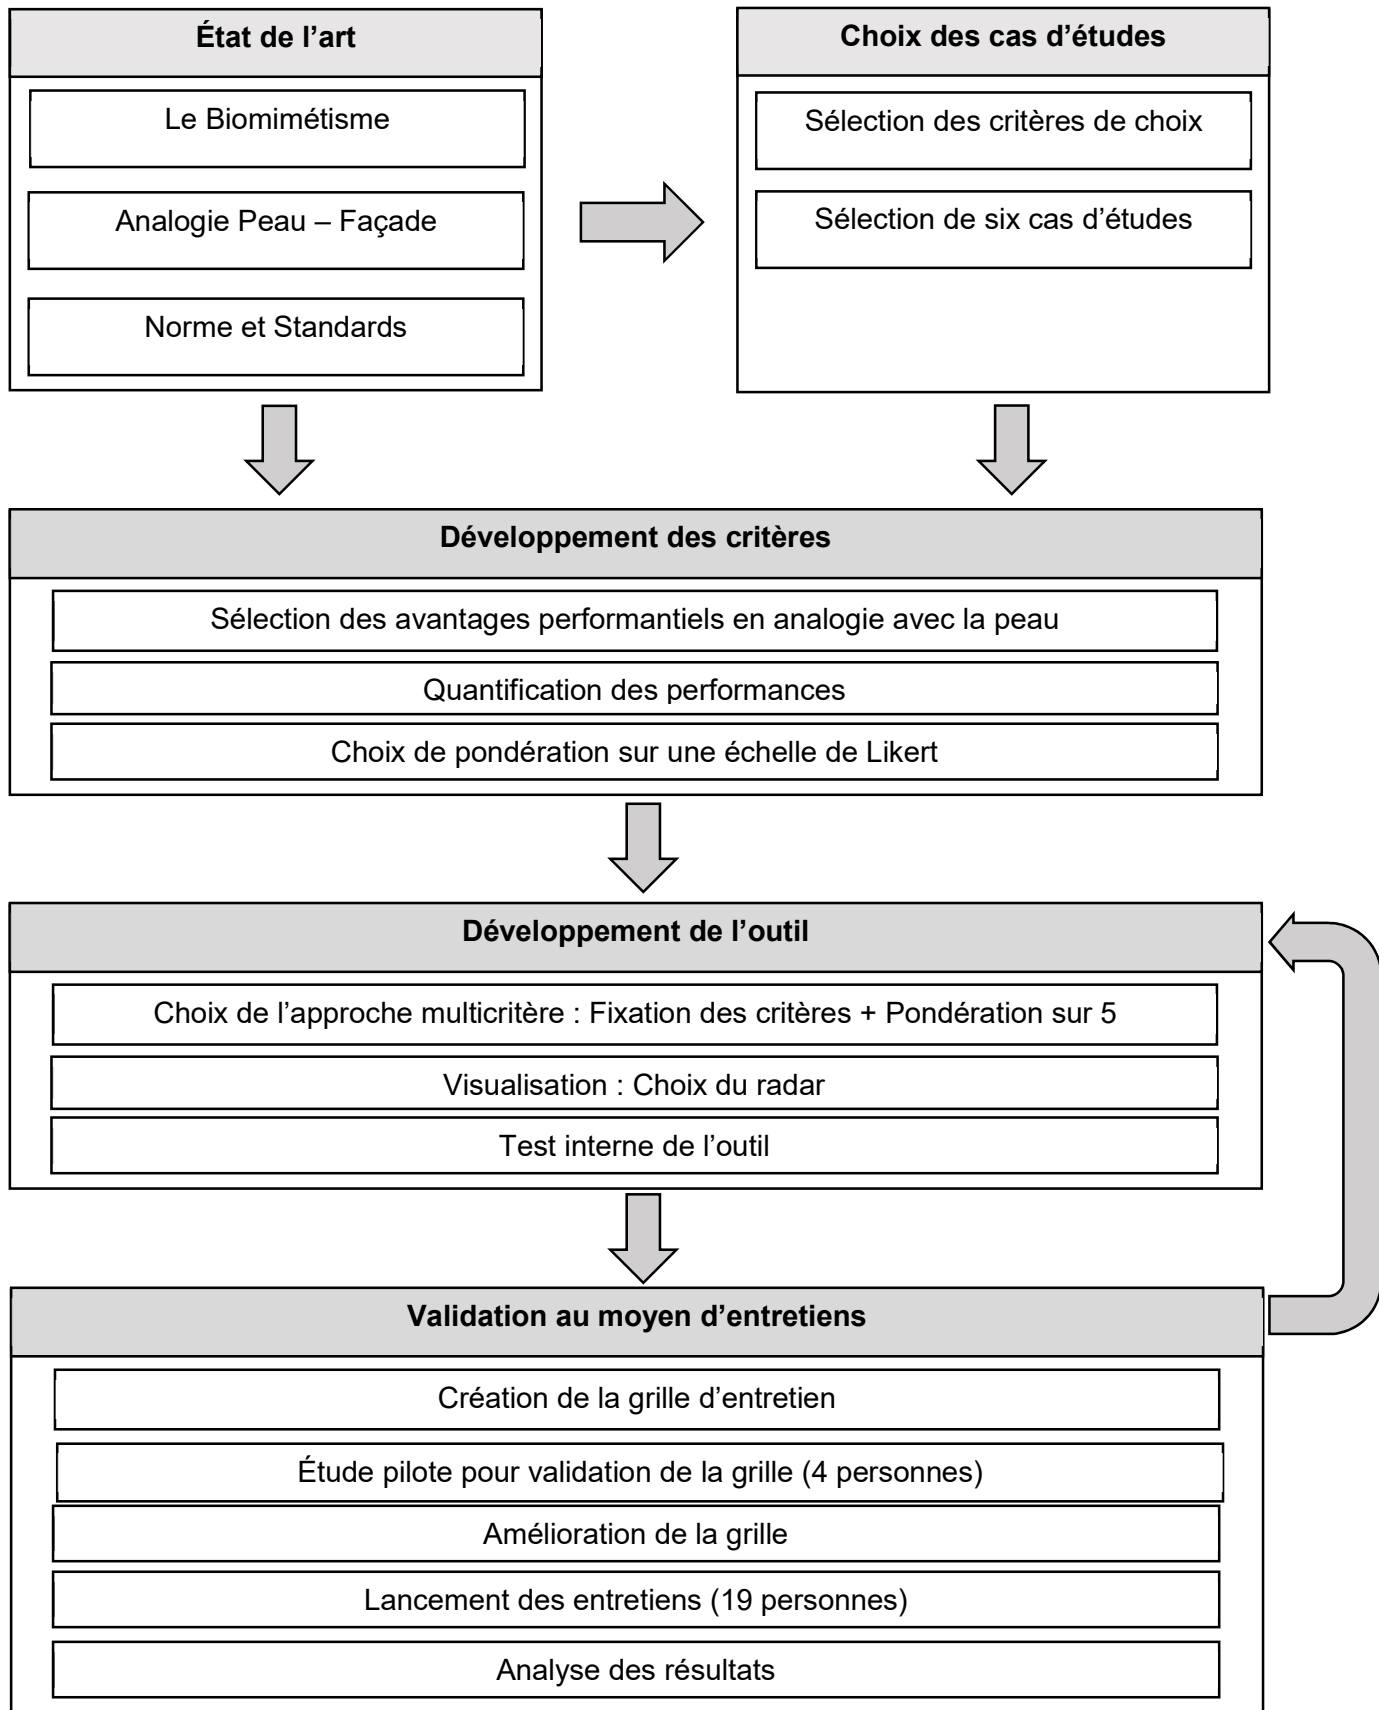 État de l’art
Le Biomimétisme
Analogie Peau – Façade
Norme et Standards
Choix des cas d’études
Sélection des critères de choix
Sélection de six cas d’études
Développement des critères
Sélection des avantages performantiels en analogie avec la peau
Quantification des performances
Choix de pondération sur une échelle de Likert
Développement de l’outil
Choix de l’approche multicritère : Fixation des critères + Pondération sur 5
Visualisation : Choix du radar
Test interne de l’outil
Validation au moyen d’entretiens
Création de la grille d’entretien
Étude pilote pour validation de la grille (4 personnes)
Amélioration de la grille
Lancement des entretiens (19 personnes)
Analyse des résultats